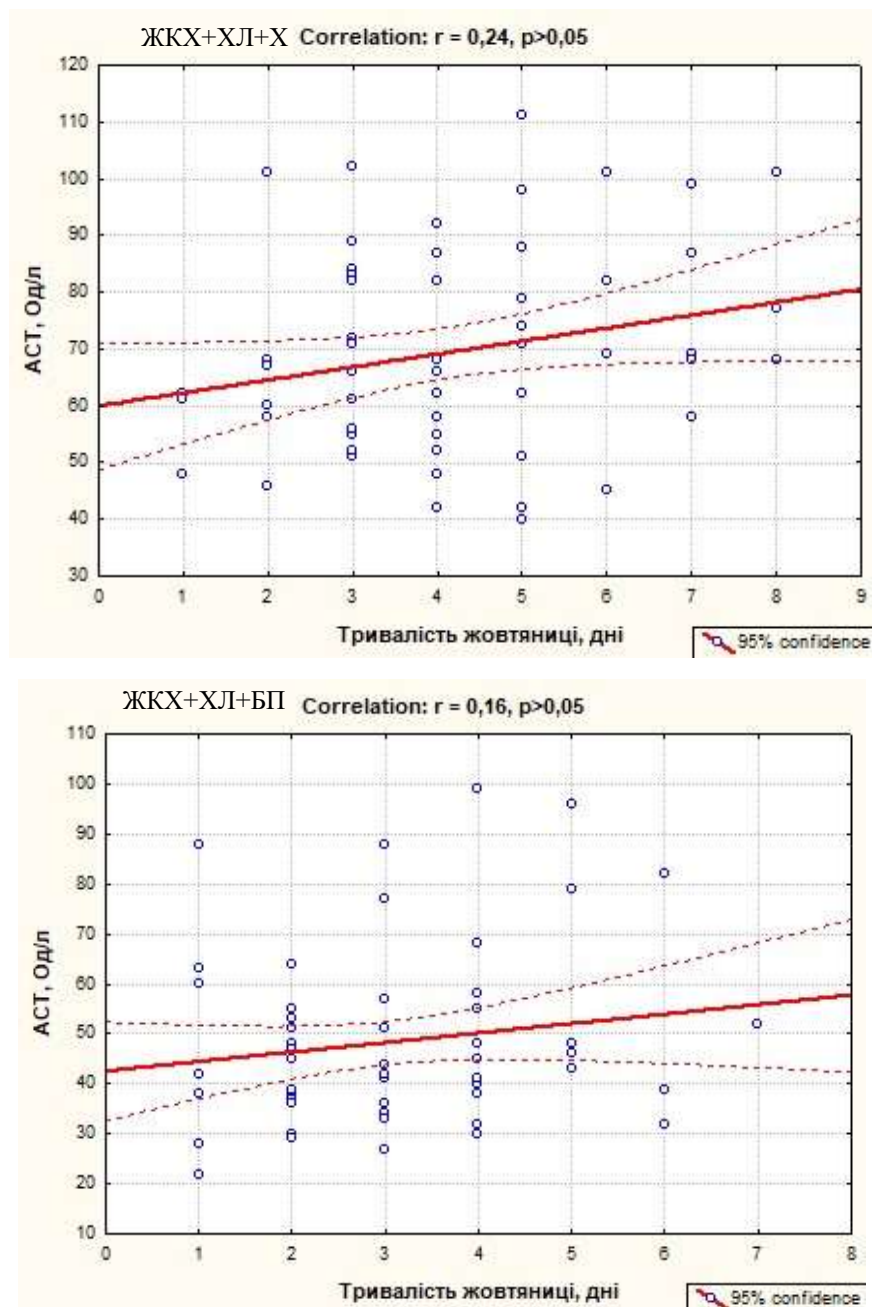 ЖКХ+ХЛ+Х Correlation: r = 0,24, p>0,05
120
110
100
90
80
70
60
50
40
30
АСТ, Од/л
0 1 2 3 4 5 6 7 8 9
Тривалість жовтяниці, дні
95% confidence
ЖКХ+ХЛ+БП Correlation: r = 0,16, p>0,05
110
100
90
80
70
60
50
40
30
20
10
АСТ, Од/л
0 1 2 3 4 5 6 7 8
Тривалість жовтяниці, дні
95% confidence